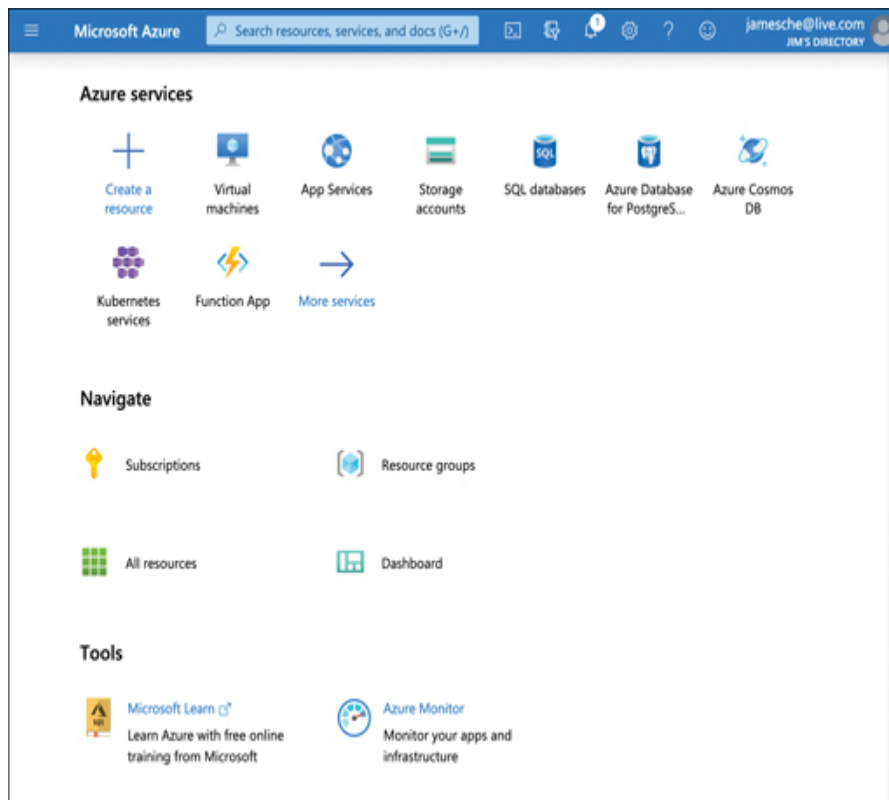 Microsoft Azure
Search resources, services, and docs (G+/)
1
jamesche@live.com
JIM'S DIRECTORY
Azure services
Create a
resource
Virtual
machines
App Services
Storage
accounts
SQL
SQL databases
Azure Database
for PostgreS...
Azure Cosmos
DB
Kubernetes
services
Function App
More services
Navigate
Subscriptions
Resource groups
All resources
Dashboard
Tools
Microsoft Learn
Learn Azure with free online
training from Microsoft
Azure Monitor
Monitor your apps and
infrastructure